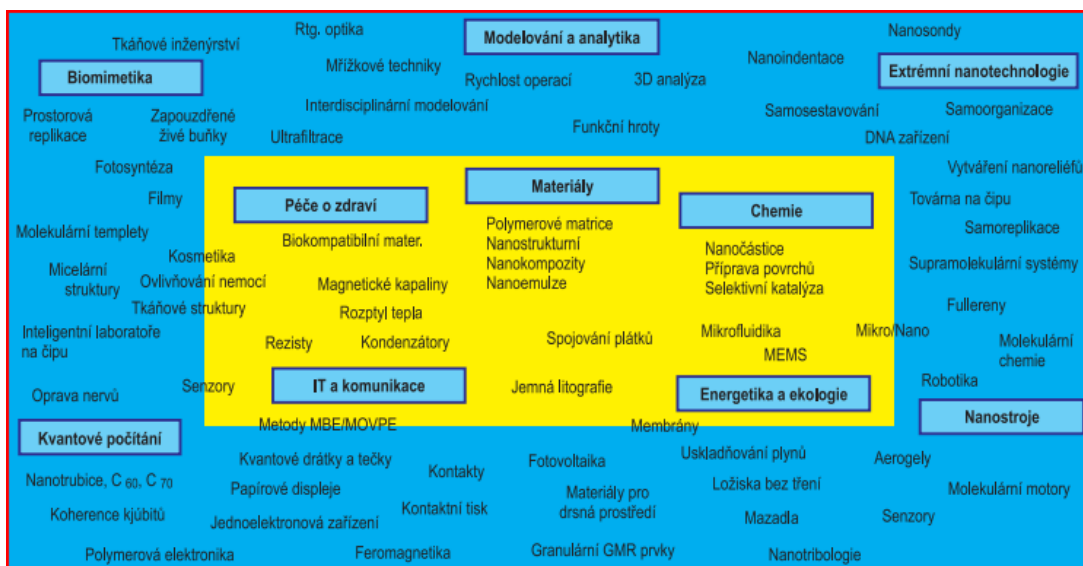 Rtg. optika
Nanosondy
Tkáňové inženýrství
Modelování a analytika
Nanoindentace
Mřížkové techniky
Biomimetika
Rychlost operací
3D analýza
Extrémní nanotechnologie
Interdisciplinární modelování
Prostorová
replikace
Zapouzdřené
živé buňky
Samosestavování
Samoorganizace
Ultrafiltrace
Funkční hroty
DNA zařízení
Fotosyntéza
Vytváření nanoreliéfů
Materiály
Filmy
Péče o zdraví
Chemie
Továrna na čipu
Polymerové matrice
Nanostrukturní
Nanokompozity
Nanoemulze
Molekulární templety
Biokompatibilní mater.
Samoreplikace
Nanočástice
Příprava povrchů
Selektivní katalýza
Kosmetika
Micelární
struktury
Ovlivňování nemocí
Magnetické kapaliny
Supramolekulární systémy
Tkáňové struktury
Rozptyl tepla
Fullereny
Inteligentní laboratoře
na čipu
Rezisty
Kondenzátory
Spojování plátků
Mikrofluidika
Mikro/Nano
MEMS
Molekulární
chemie
Oprava nervů
Senzory
IT a komunikace
Jemná litografie
Energetika a ekologie
Robotika
Nanostroje
Kvantové počítání
Metody MBE/MOVPE
Membrány
Kvantové drátky a tečky
Kontakty
Fotovoltaika
Uskladňování plynů
Aerogely
Nanotrubice, C 60, C 70
Papírové displeje
Materiály pro
drsná prostředí
Ložiska bez tření
Molekulární motory
Koherence kjúbitů
Jednoelektronová zařízení
Kontaktní tisk
Mazadla
Senzory
Polymerová elektronika
Feromagnetika
Granulární GMR prvky
Nanotribologie